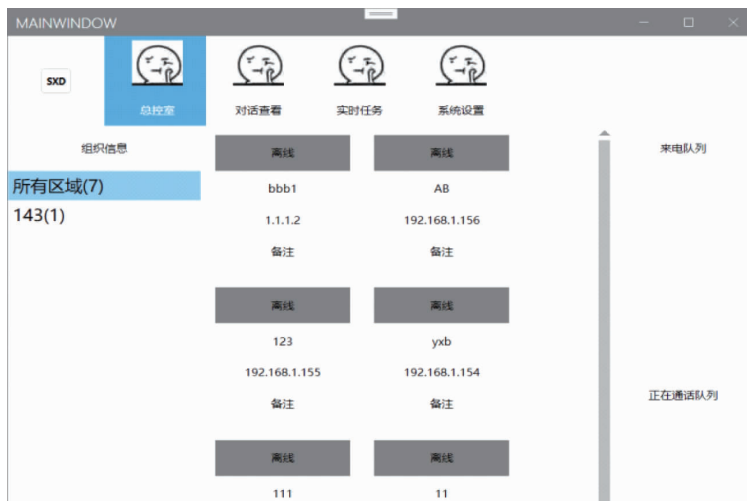 MAINWINDOW
SXD
总控室
对话查看
实时任务
系统设置
组织信息
所有区域(7)
143(1)
离线
离线
bbb1
AB
1.1.1.2
192.168.1.156
备注
备注
离线
离线
123
yxb
192.168.1.155
192.168.1.154
备注
备注
离线
离线
111
11
来电队列
正在通话队列